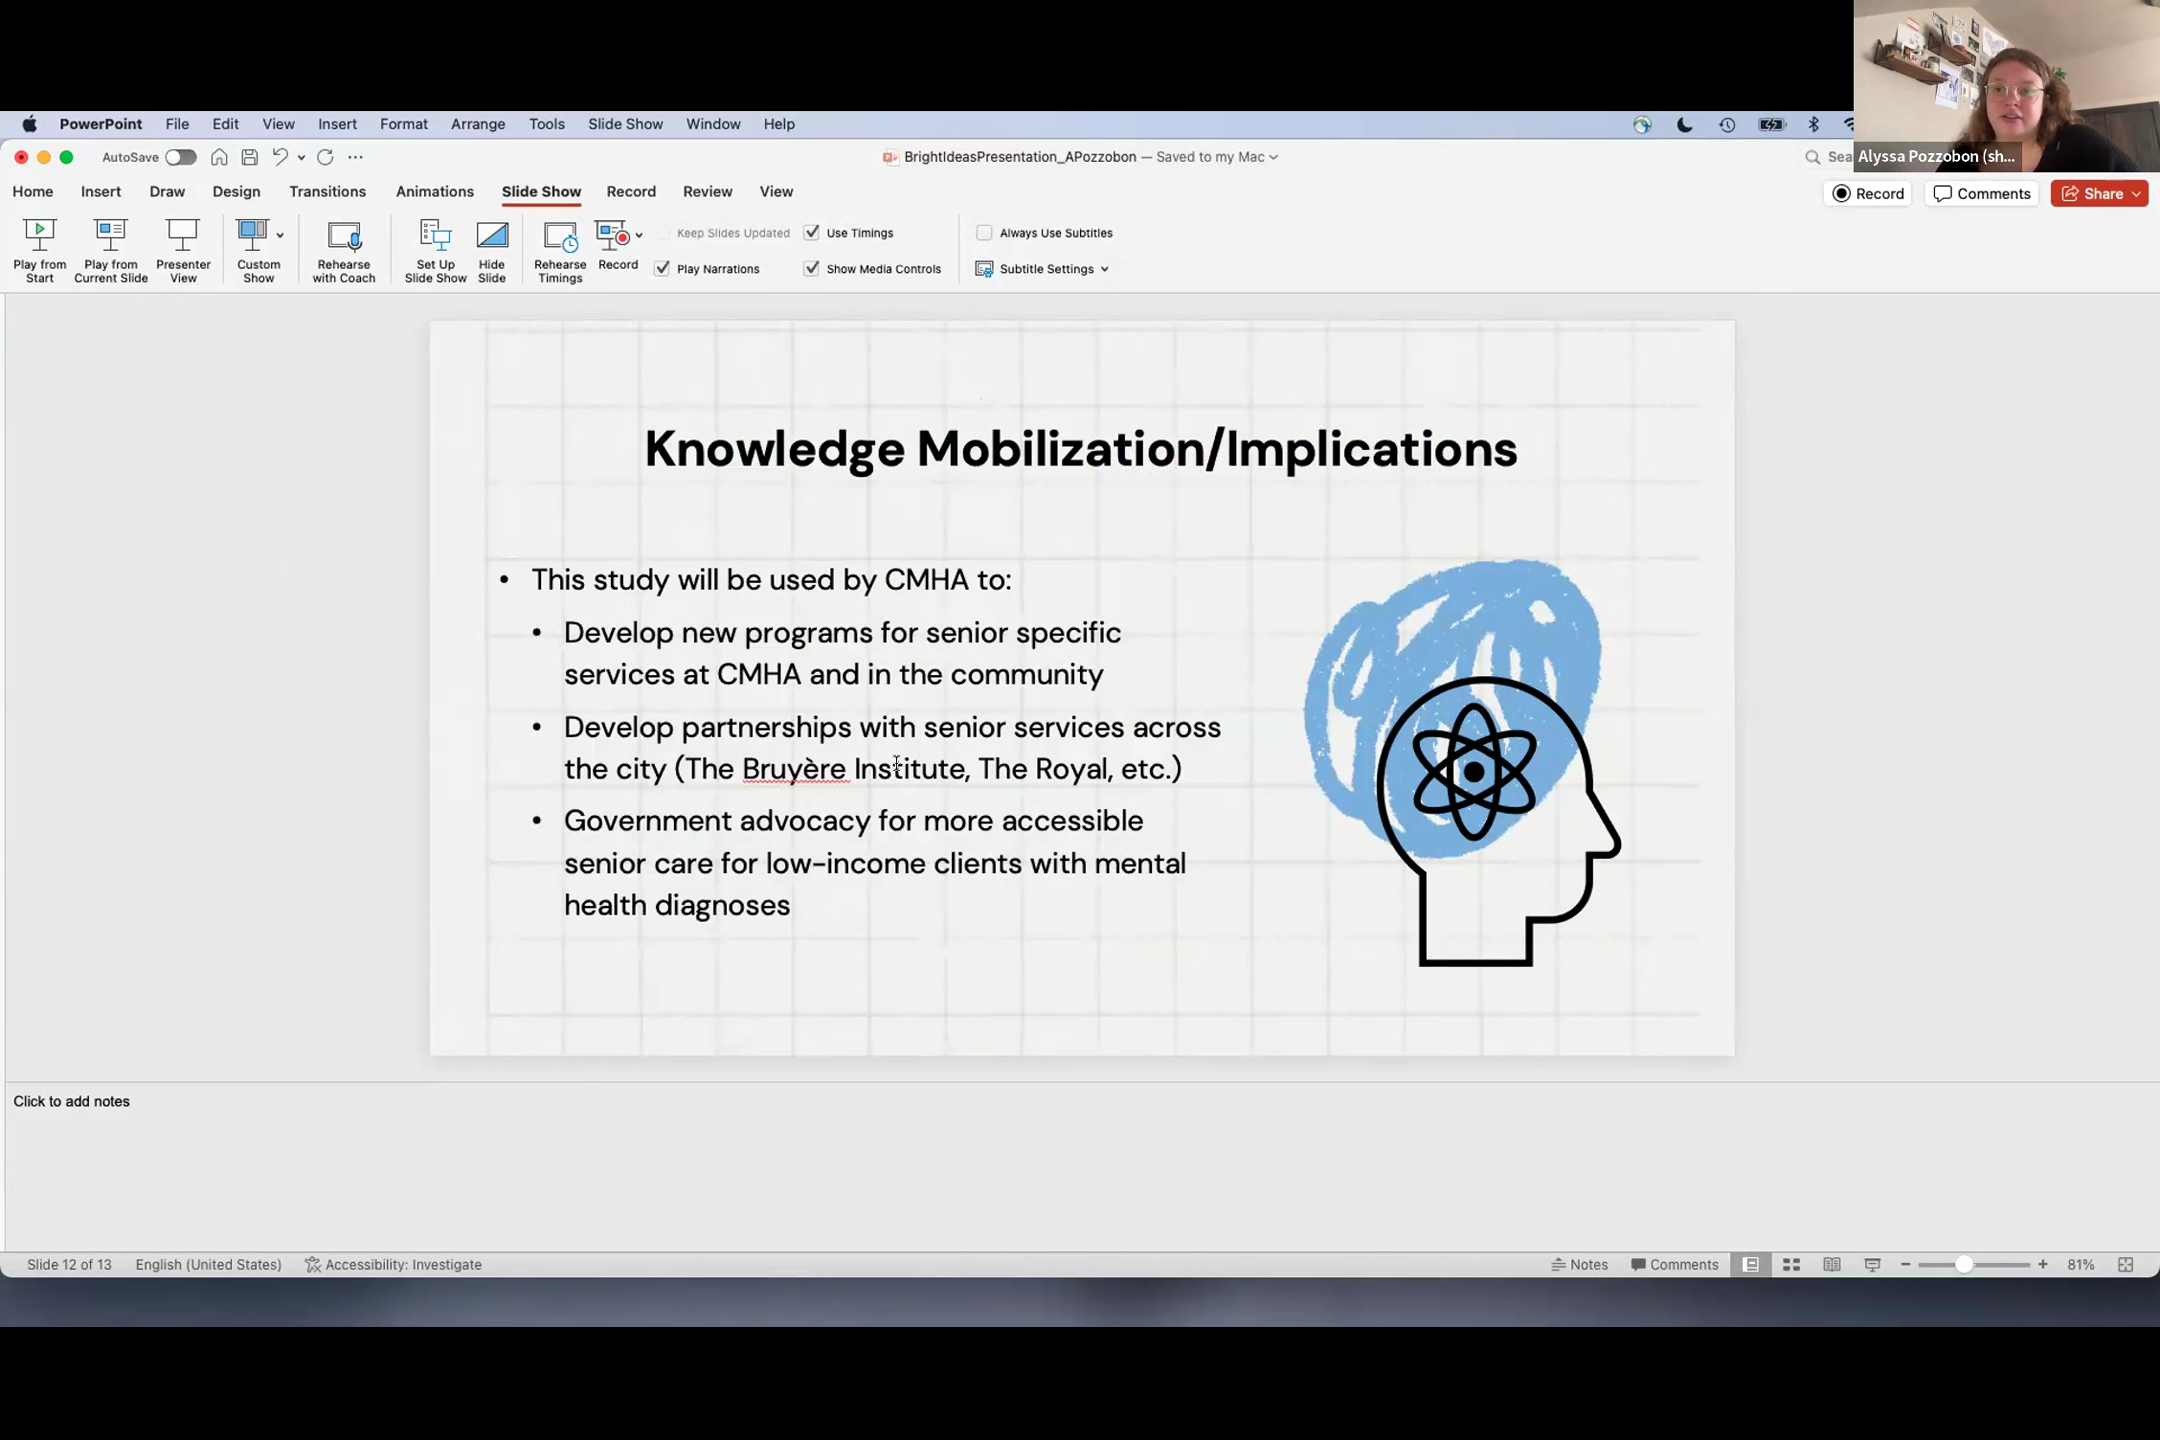 PowerPoint File Edit View Insert Format Arrange Tools Slide Show Window Help
Alyssa Pozzobon (sh...
AutoSave
BrightIdeasPresentation_APozzobon — Saved to my Mac
Home Insert Draw Design Transitions Animations Slide Show Record Review View
Record Comments Share
Play from Start
Play from Current Slide
Presenter View
Custom Show
Rehearse with Coach
Set Up Slide Show
Hide Slide
Rehearse Timings
Record
Keep Slides Updated
Play Narrations
Use Timings
Show Media Controls
Always Use Subtitles
Subtitle Settings
Knowledge Mobilization/Implications
• This study will be used by CMHA to:
• Develop new programs for senior specific
services at CMHA and in the community
• Develop partnerships with senior services across
the city (The Bruyère Institute, The Royal, etc.)
• Government advocacy for more accessible
senior care for low-income clients with mental
health diagnoses
Click to add notes
Slide 12 of 13 English (United States) Accessibility: Investigate Notes Comments 81%